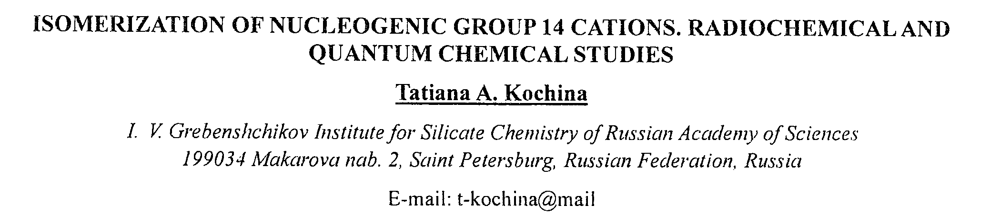 ISOMERIZATION OF NUCLEOGENIC GROUP 14 CATIONS. RADIOCHEMICAL AND
QUANTUM CHEMICAL STUDIES
Tatiana A. Kochina
I. V. Grebenshchikov Institute for Silicate Chemistry of Russian Academy of Sciences
199034 Makarova nab. 2, Saint Petersburg, Russian Federation, Russia
E-mail: t-kochina@mail